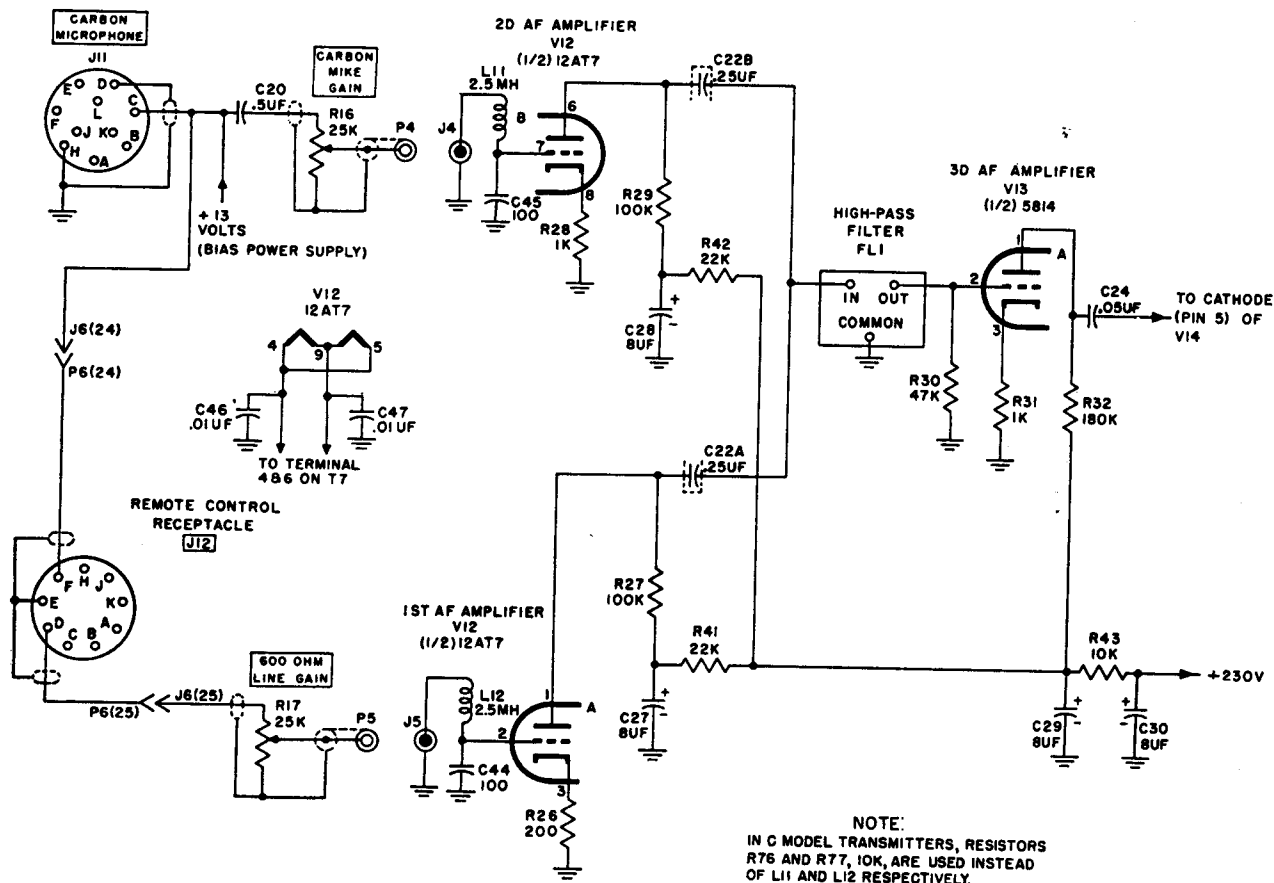 CARBON
MICROPHONE
J11
E
D
C
L
F
J
K
B
H
A
C20
.5UF
CARBON
MIKE
GAIN
R16
25K
P4
+13
VOLTS
(BIAS POWER SUPPLY)
J6(24)
P6(24)
V12
12AT7
4
9
5
C46
.01UF
C47
.01UF
TO TERMINAL
4&6 ON T7
REMOTE CONTROL
RECEPTACLE
J12
F
H
J
E
K
D
A
C
B
P6(25)
J6(25)
600 OHM
LINE GAIN
R17
25K
P5
2D AF AMPLIFIER
V12
(1/2) 12AT7
L11
2.5MH
J4
B
6
7
8
C45
100
R28
1K
R29
100K
C22B
.25UF
R42
22K
C28
8UF
+
-
HIGH-PASS
FILTER
FL1
IN
OUT
COMMON
3D AF AMPLIFIER
V13
(1/2) 5814
1
A
2
3
C24
.05UF
TO CATHODE
(PIN 5) OF
V14
R30
47K
R31
1K
R32
180K
C22A
.25UF
R27
100K
1ST AF AMPLIFIER
V12
(1/2) 12AT7
L12
2.5MH
J5
1
A
2
3
C44
100
R26
200
R41
22K
C27
8UF
+
-
R43
10K
+230V
C29
8UF
+
-
C30
8UF
+
-
NOTE:
IN C MODEL TRANSMITTERS, RESISTORS
R76 AND R77, 10K, ARE USED INSTEAD
OF L11 AND L12 RESPECTIVELY.